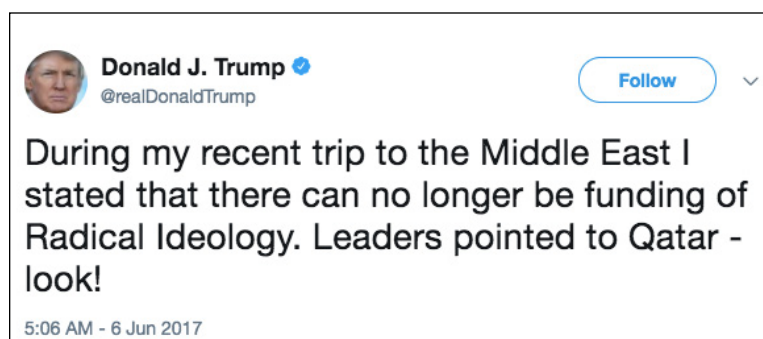 Donald J. Trump
@realDonaldTrump
Follow
During my recent trip to the Middle East I
stated that there can no longer be funding of
Radical Ideology. Leaders pointed to Qatar -
look!
5:06 AM - 6 Jun 2017